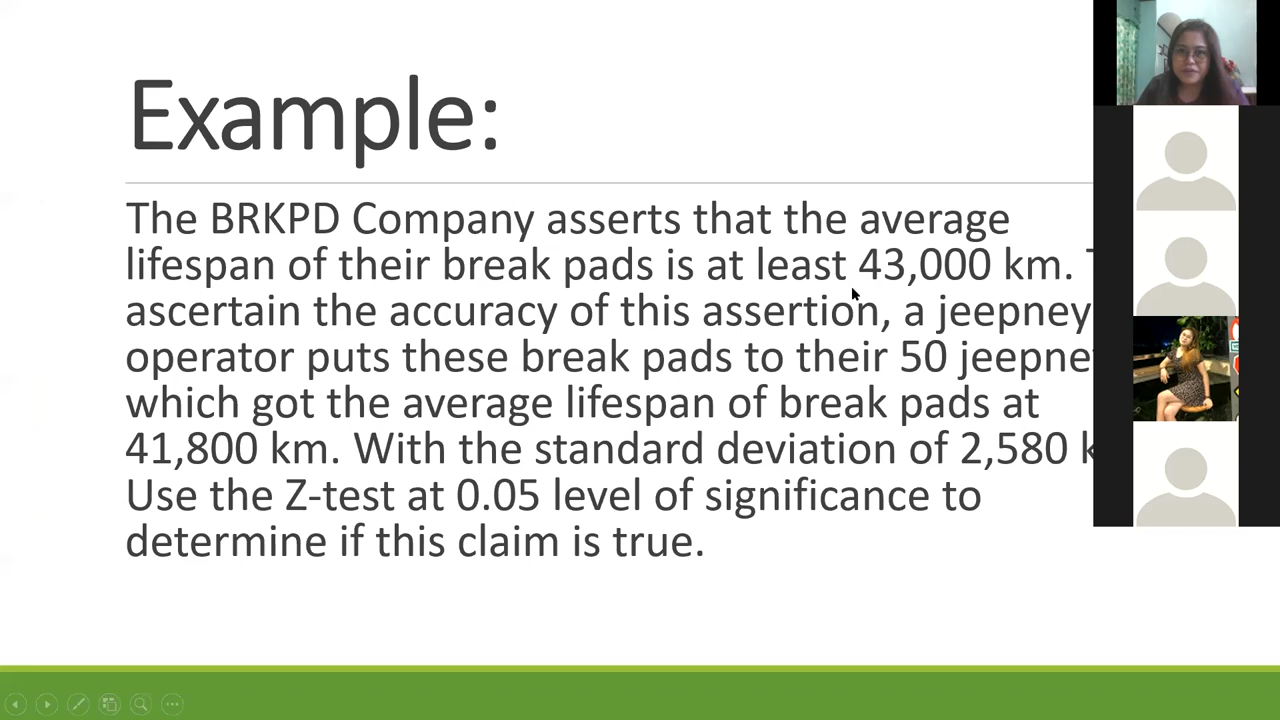 Example:
The BRKPD Company asserts that the average
lifespan of their break pads is at least 43,000 km.
ascertain the accuracy of this assertion, a jeepney
operator puts these break pads to their 50
which got the average lifespan of break pads at
41,800 km. With the standard deviation of 2,580
Use the Z-test at 0.05 level of significance to
determine if this claim is true.